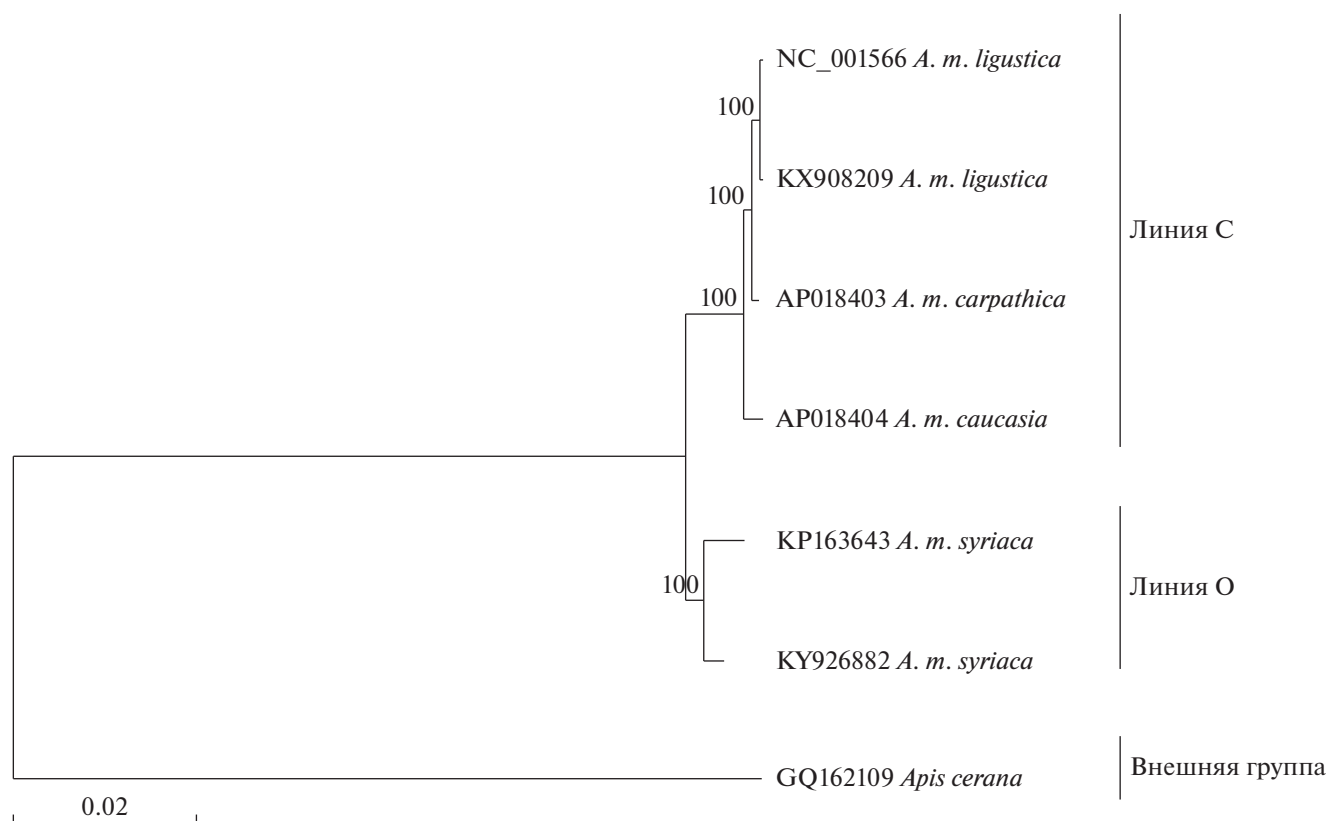 NC_001566 A. m. ligustica
100
KX908209 A. m. ligustica
100
Линия C
AP018403 A. m. carpathica
100
AP018404 A. m. caucasia
KP163643 A. m. syriaca
100
Линия O
KY926882 A. m. syriaca
GQ162109 Apis cerana
Внешняя группа
0.02